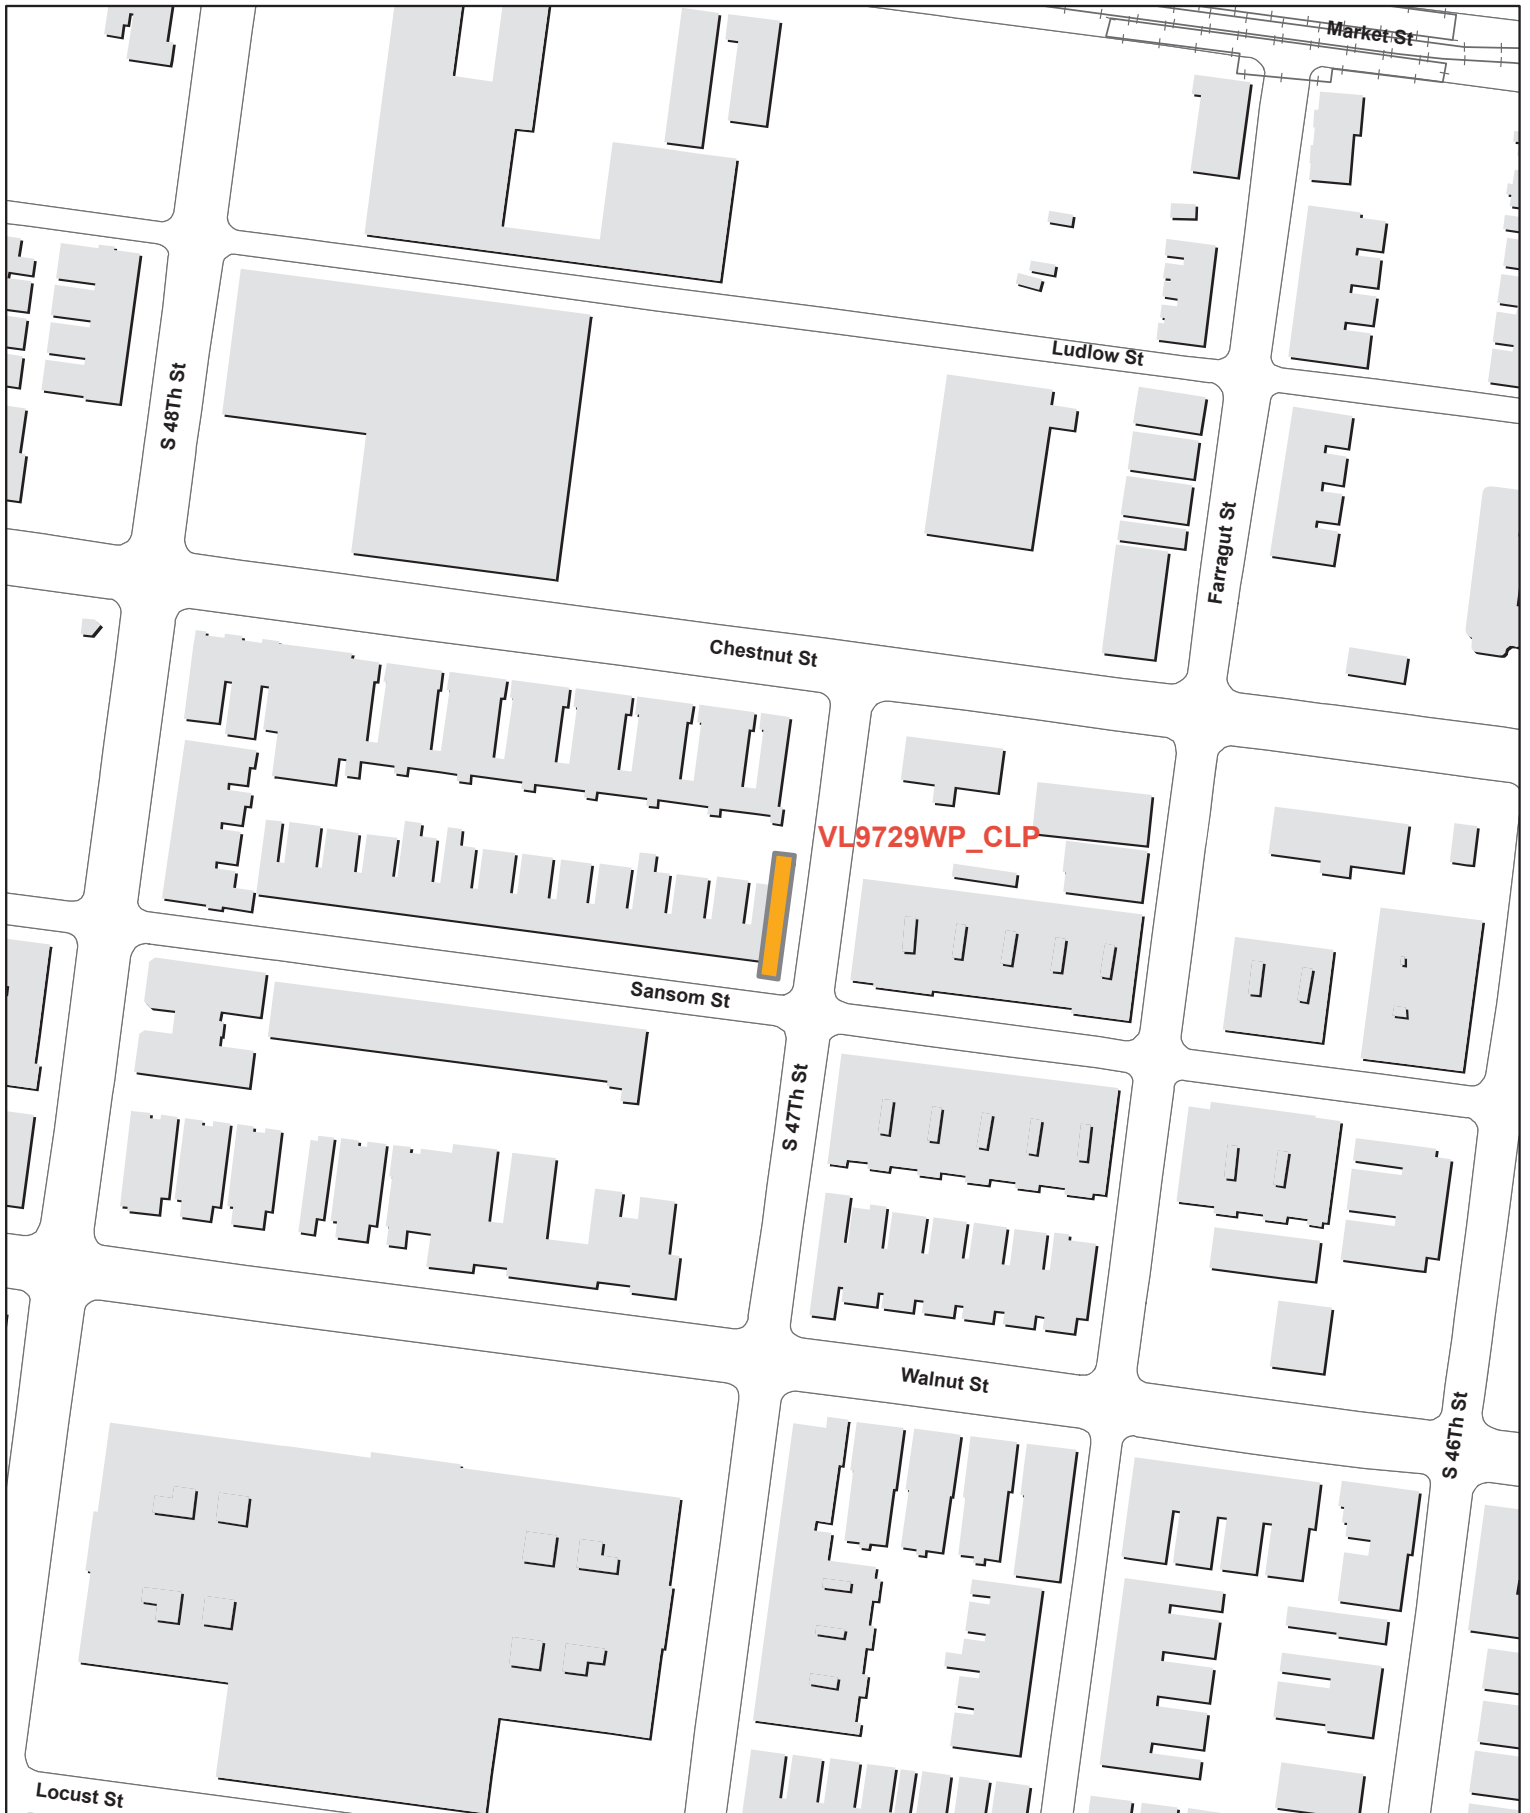 Market St
Ludlow St
S 48Th St
Farragut St
Chestnut St
VL9729WP_CLP
Sansom St
S 47Th St
Walnut St
S 46Th St
Locust St